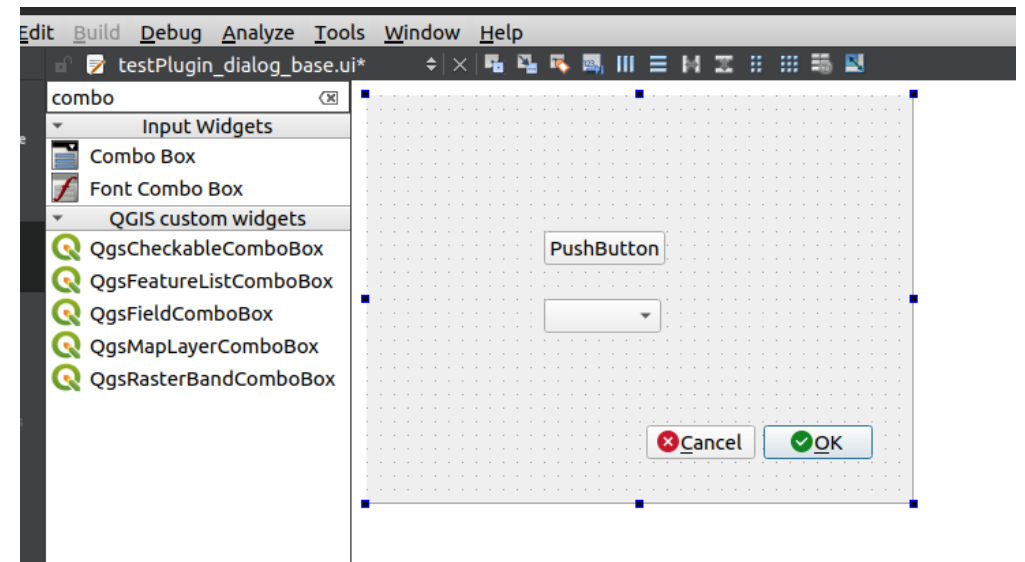 Edit Build Debug Analyze Tools Window Help
testPlugin_dialog_base.ui*
combo
Input Widgets
Combo Box
Font Combo Box
QGIS custom widgets
QgsCheckableComboBox
QgsFeatureListComboBox
QgsFieldComboBox
QgsMapLayerComboBox
QgsRasterBandComboBox
PushButton
Cancel OK